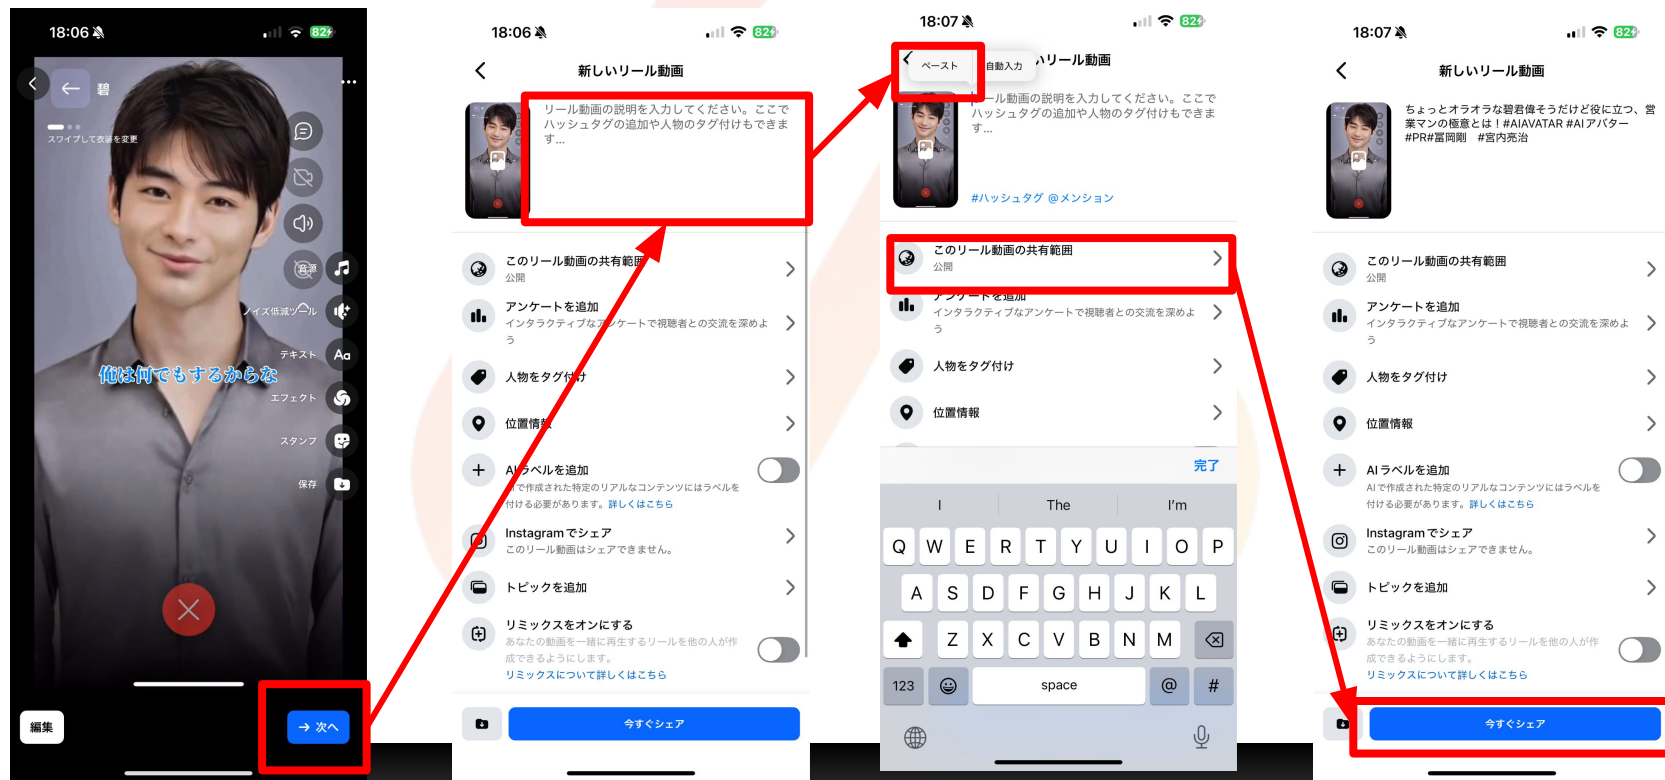 18:06
82
碧
スワイプして衣装を変更
音源
ノイズ低減ツール
テキスト
Aa
俺は何でもするからな
エフェクト
スタンプ
保存
編集
→ 次へ
18:06
82
新しいリール動画
リール動画の説明を入力してください。ここで
ハッシュタグの追加や人物のタグ付けもできま
す...
このリール動画の共有範囲
公開
アンケートを追加
インタラクティブなアンケートで視聴者との交流を深めよ
う
人物をタグ付け
位置情報
AIラベルを追加
AIで作成された特定のリアルなコンテンツにはラベルを
付ける必要があります。詳しくはこちら
Instagramでシェア
このリール動画はシェアできません。
トピックを追加
リミックスをオンにする
あなたの動画を一緒に再生するリールを他の人が作
成できるようにします。
リミックスについて詳しくはこちら
今すぐシェア
18:07
82
ペースト
自動入力
いリール動画
リール動画の説明を入力してください。ここで
ハッシュタグの追加や人物のタグ付けもできま
す...
#ハッシュタグ @メンション
このリール動画の共有範囲
公開
アンケートを追加
インタラクティブなアンケートで視聴者との交流を深めよ
う
人物をタグ付け
位置情報
完了
I The I'm
Q W E R T Y U I O P
A S D F G H J K L
Z X C V B N M
123 space @ #
18:07
82
新しいリール動画
ちょっとオラオラな碧君偉そうだけど役に立つ、営
業マンの極意とは！#AIAVATAR #AIアバター
#PR#冨岡剛 #宮内亮治
このリール動画の共有範囲
公開
アンケートを追加
インタラクティブなアンケートで視聴者との交流を深めよ
う
人物をタグ付け
位置情報
AIラベルを追加
AIで作成された特定のリアルなコンテンツにはラベルを
付ける必要があります。詳しくはこちら
Instagramでシェア
このリール動画はシェアできません。
トピックを追加
リミックスをオンにする
あなたの動画を一緒に再生するリールを他の人が作
成できるようにします。
リミックスについて詳しくはこちら
今すぐシェア